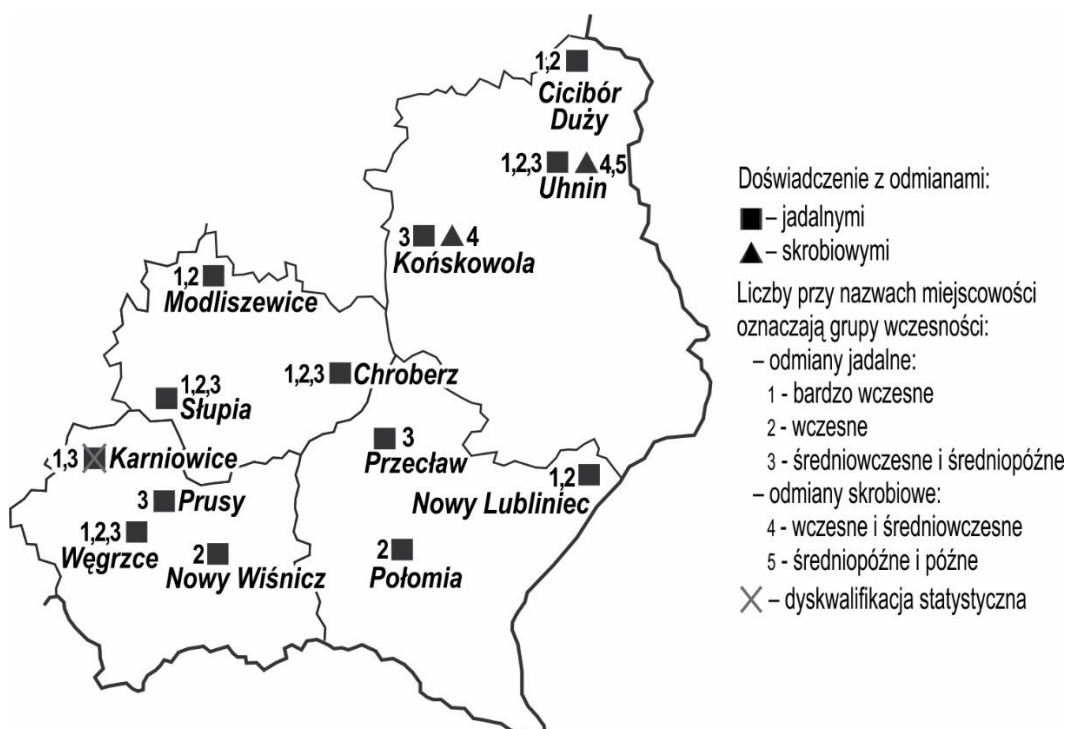 1,2
Cicibór
Duży
1,2,3
4,5
Uhnin
3
4
Końskowola
1,2
Modliszewice
1,2,3
Chroberz
1,2,3
Słupia
1,3
Karniowice
3
Przecław
1,2
Nowy Lubliniec
3
Prusy
1,2,3
Węgrzce
2
Nowy Wiśnicz
2
Połomia
Doświadczenie z odmianami:
– jadalnymi
– skrobiowymi
Liczby przy nazwach miejscowości
oznaczają grupy wczesności:
– odmiany jadalne:
1 - bardzo wczesne
2 - wczesne
3 - średniowczesne i średniopóźne
– odmiany skrobiowe:
4 - wczesne i średniowczesne
5 - średniopóźne i późne
– dyskwalifikacja statystyczna